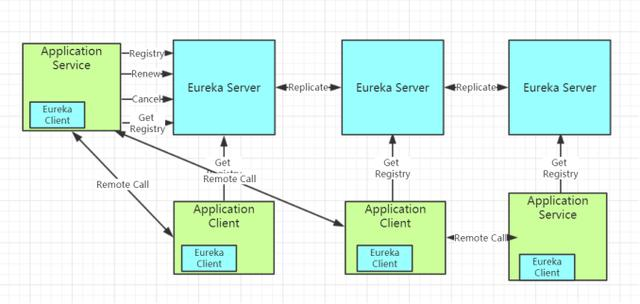 Application
Service
Eureka
Client
Registry
Renew
Cancel
Get
Registry
Eureka Server
Replicate
Eureka Server
Replicate
Eureka Server
Remote Call
Get
Registry
Remote Call
Get
Registry
Get
Registry
Application
Client
Eureka
Client
Application
Client
Eureka
Client
Remote Call
Application
Service
Eureka
Client